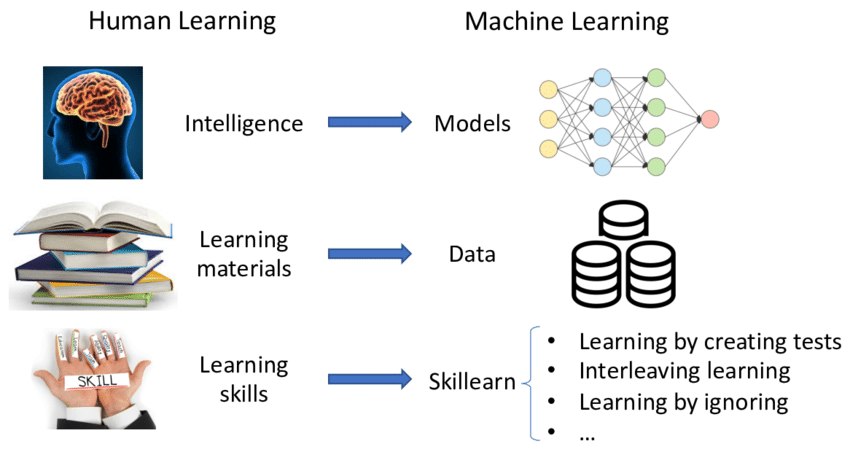 Human Learning
Machine Learning
Intelligence
Models
Learning
materials
Data
SKILL
Learning
skills
Skillearn
• Learning by creating tests
• Interleaving learning
• Learning by ignoring
• ...